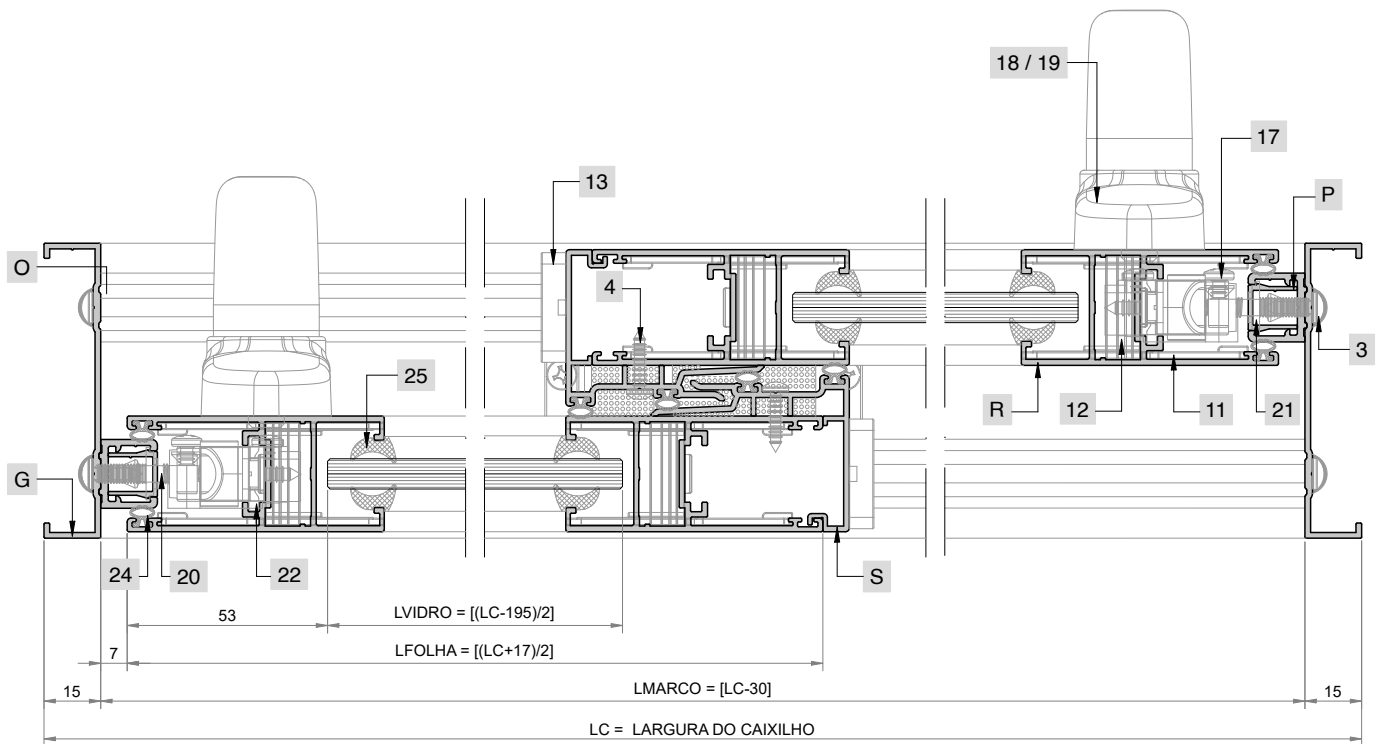 18 / 19
17
13
P
O
4
3
25
R
12
11
21
G
24
20
22
S
53
LVIDRO = [(LC-195)/2]
7
LFOLHA = [(LC+17)/2]
15
LMARCO = [LC-30]
15
LC = LARGURA DO CAIXILHO